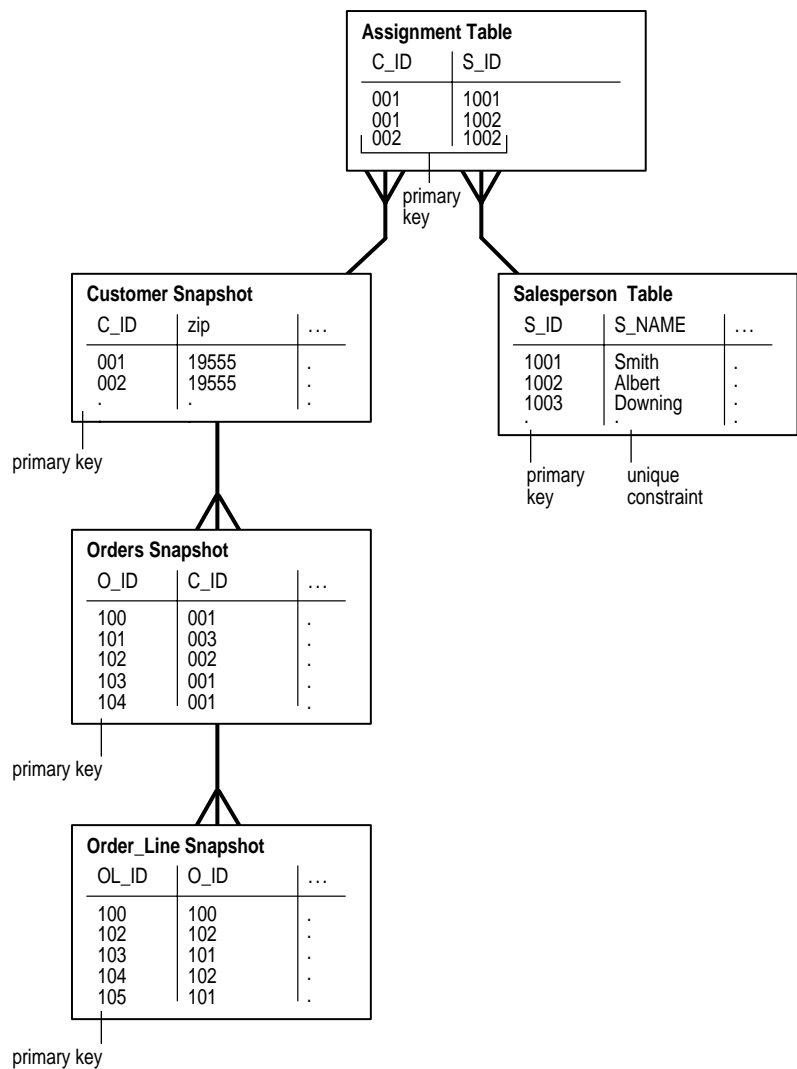 Assignment Table
C_ID S_ID
001 1001
001 1002
002 1002
primary
key
Customer Snapshot
C_ID zip ...
001 19555 .
002 19555 .
. . .
.
primary key
Salesperson Table
S_ID S_NAME ...
1001 Smith .
1002 Albert .
1003 Downing .
. . .
primary
key
unique
constraint
Orders Snapshot
O_ID C_ID ...
100 001 .
101 003 .
102 002 .
103 001 .
104 001 .
primary key
Order_Line Snapshot
OL_ID O_ID ...
100 100 .
102 102 .
103 101 .
104 102 .
105 101 .
primary key